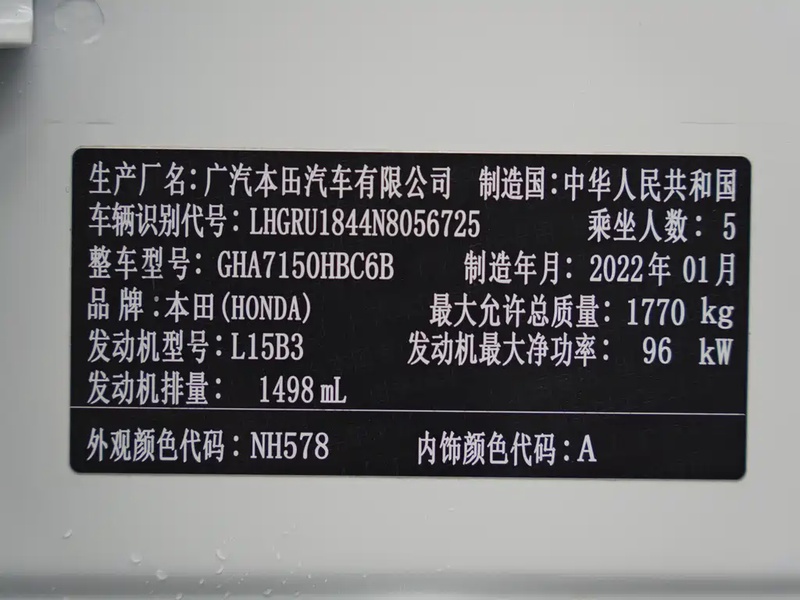 生产厂名:广汽本田汽车有限公司 制造国:中华人民共和国
车辆识别代号:LHGRU1844N8056725 乘坐人数:5
整车型号:GHA7150HBC6B 制造年月:2022年01月
品牌:本田(HONDA) 最大允许总质量:1770 kg
发动机型号:L15B3 发动机最大净功率:96 kW
发动机排量: 1498 mL
外观颜色代码:NH578 内饰颜色代码:A